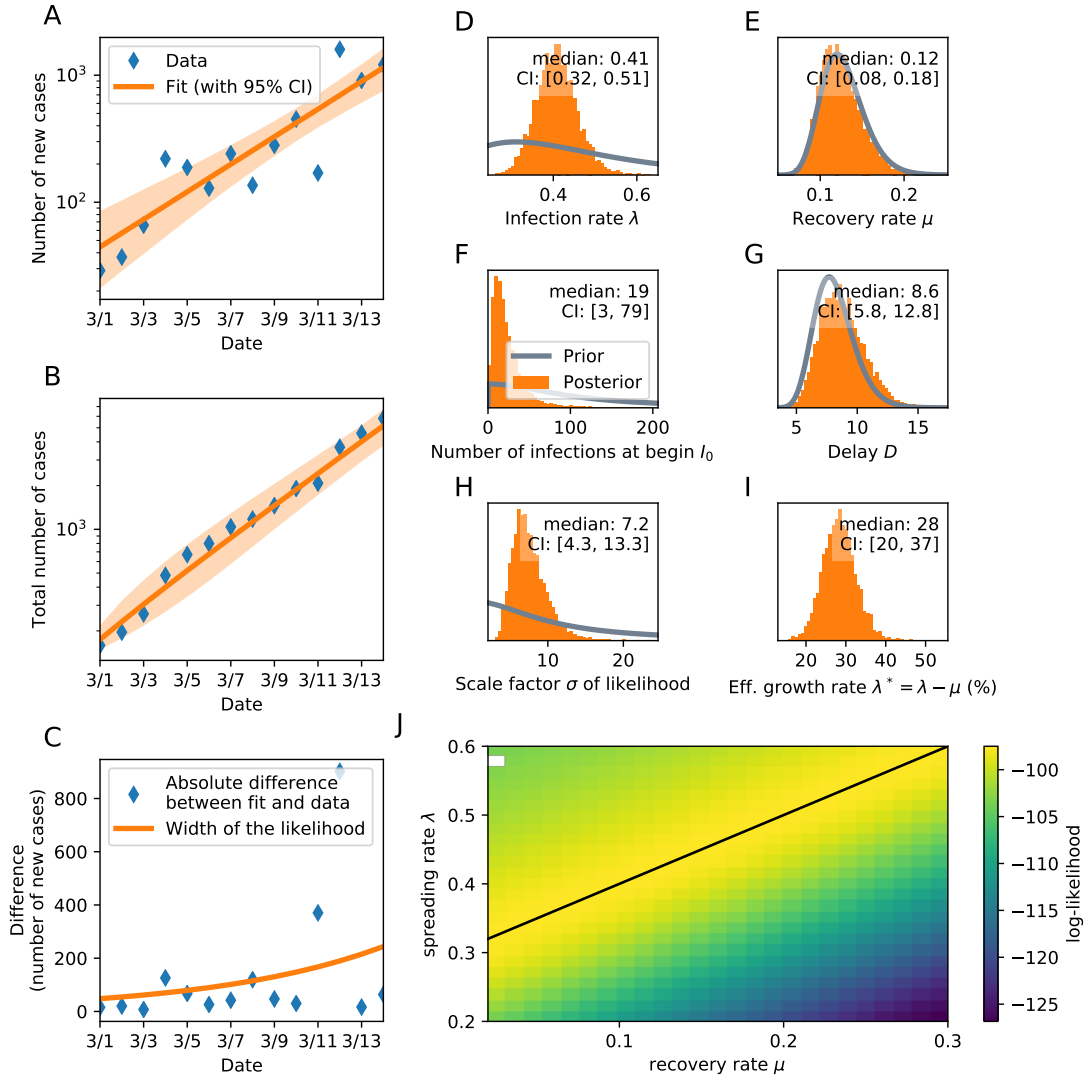 A
Data
Fit (with 95% CI)
10³
10²
Number of new cases
3/1 3/3 3/5 3/7 3/9 3/11 3/13
Date
B
10³
Total number of cases
3/1 3/3 3/5 3/7 3/9 3/11 3/13
Date
C
Absolute difference
between fit and data
Width of the likelihood
800
600
400
200
0
Difference
(number of new cases)
3/1 3/3 3/5 3/7 3/9 3/11 3/13
Date
D
median: 0.41
CI: [0.32, 0.51]
0.4 0.6
Infection rate λ
E
median: 0.12
CI: [0.08, 0.18]
0.1 0.2
Recovery rate μ
F
median: 19
CI: [3, 79]
Prior
Posterior
0 100 200
Number of infections at begin I₀
G
median: 8.6
CI: [5.8, 12.8]
5 10 15
Delay D
H
median: 7.2
CI: [4.3, 13.3]
10 20
Scale factor σ of likelihood
I
median: 28
CI: [20, 37]
20 30 40 50
Eff. growth rate λ* = λ − μ (%)
J
0.6
0.5
0.4
0.3
0.2
spreading rate λ
0.1 0.2 0.3
recovery rate μ
−100
−105
−110
−115
−120
−125
log-likelihood